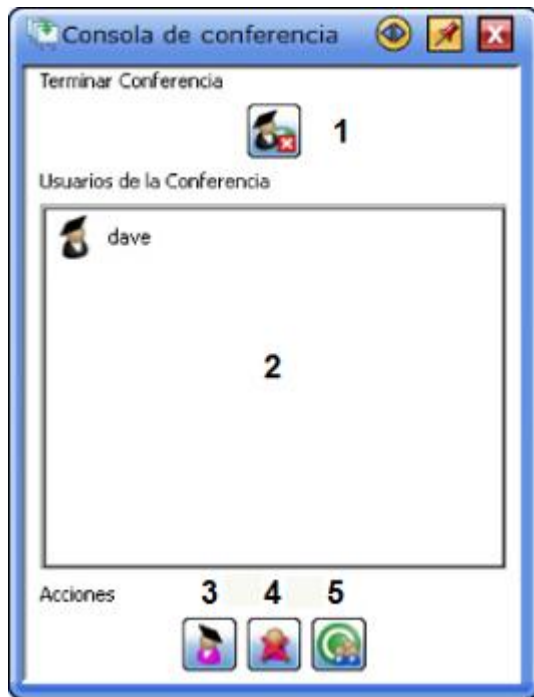 Consola de conferencia
Terminar Conferencia
1
Usuarios de la Conferencia
dave
2
Acciones 3 4 5